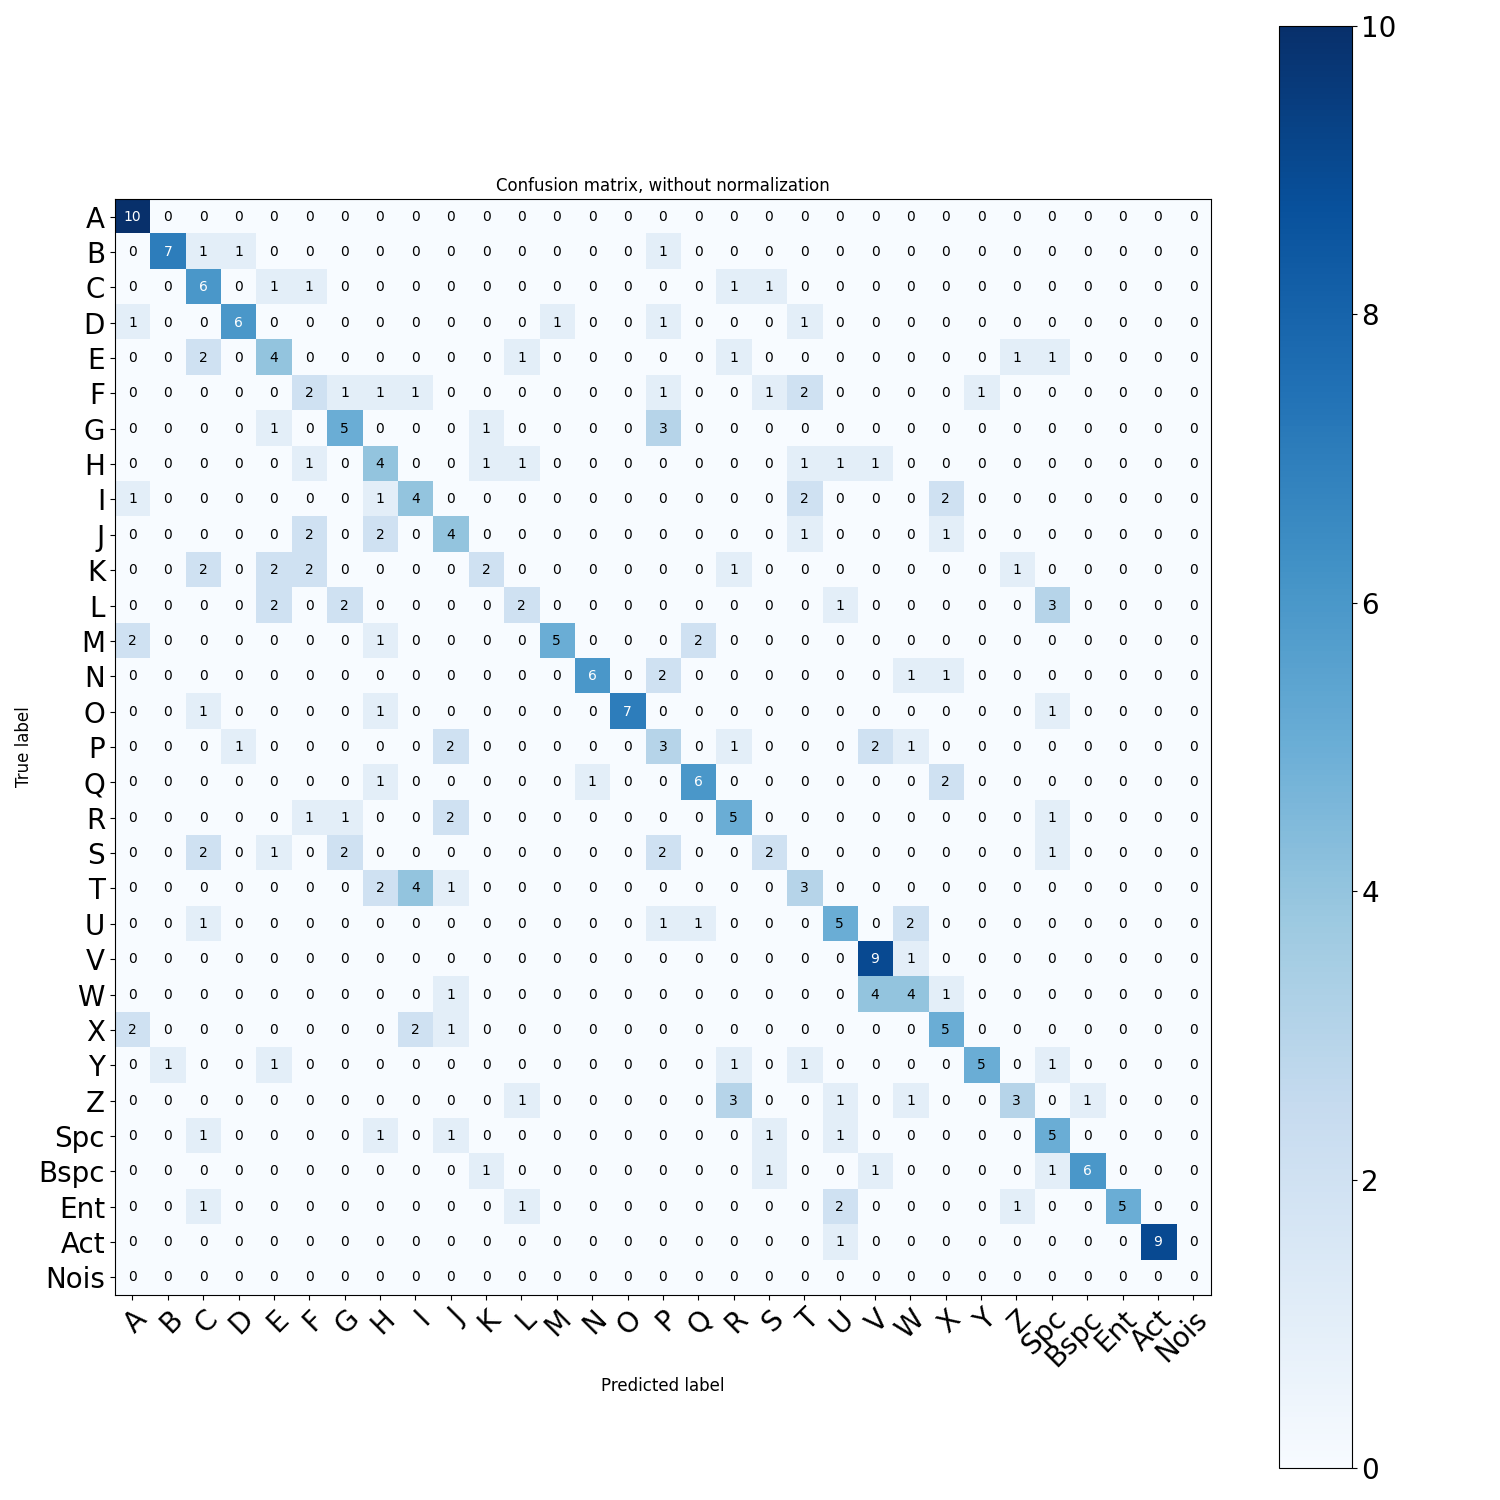 Confusion matrix, without normalization
True label
A 10 0 0 0 0 0 0 0 0 0 0 0 0 0 0 0 0 0 0 0 0 0 0 0 0 0 0 0 0 0 0
B 0 7 1 1 0 0 0 0 0 0 0 0 0 0 0 1 0 0 0 0 0 0 0 0 0 0 0 0 0 0 0
C 0 0 6 0 1 1 0 0 0 0 0 0 0 0 0 0 0 1 1 0 0 0 0 0 0 0 0 0 0 0 0
D 1 0 0 6 0 0 0 0 0 0 0 0 1 0 0 1 0 0 0 1 0 0 0 0 0 0 0 0 0 0 0
E 0 0 2 0 4 0 0 0 0 0 0 1 0 0 0 0 0 1 0 0 0 0 0 0 0 1 1 0 0 0 0
F 0 0 0 0 0 2 1 1 1 0 0 0 0 0 0 1 0 0 1 2 0 0 0 0 1 0 0 0 0 0 0
G 0 0 0 0 1 0 5 0 0 0 1 0 0 0 0 3 0 0 0 0 0 0 0 0 0 0 0 0 0 0 0
H 0 0 0 0 0 1 0 4 0 0 1 1 0 0 0 0 0 0 0 1 1 1 0 0 0 0 0 0 0 0 0
I 1 0 0 0 0 0 0 1 4 0 0 0 0 0 0 0 0 0 0 2 0 0 0 2 0 0 0 0 0 0 0
J 0 0 0 0 0 2 0 2 0 4 0 0 0 0 0 0 0 0 0 1 0 0 0 1 0 0 0 0 0 0 0
K 0 0 2 0 2 2 0 0 0 0 2 0 0 0 0 0 0 1 0 0 0 0 0 0 0 1 0 0 0 0 0
L 0 0 0 0 2 0 2 0 0 0 0 2 0 0 0 0 0 0 0 0 1 0 0 0 0 0 3 0 0 0 0
M 2 0 0 0 0 0 0 1 0 0 0 0 5 0 0 0 2 0 0 0 0 0 0 0 0 0 0 0 0 0 0
N 0 0 0 0 0 0 0 0 0 0 0 0 0 6 0 2 0 0 0 0 0 0 1 1 0 0 0 0 0 0 0
O 0 0 1 0 0 0 0 1 0 0 0 0 0 0 7 0 0 0 0 0 0 0 0 0 0 0 1 0 0 0 0
P 0 0 0 1 0 0 0 0 0 2 0 0 0 0 0 3 0 1 0 0 0 2 1 0 0 0 0 0 0 0 0
Q 0 0 0 0 0 0 0 1 0 0 0 0 0 1 0 0 6 0 0 0 0 0 0 2 0 0 0 0 0 0 0
R 0 0 0 0 0 1 1 0 0 2 0 0 0 0 0 0 0 5 0 0 0 0 0 0 0 0 1 0 0 0 0
S 0 0 2 0 1 0 2 0 0 0 0 0 0 0 0 2 0 0 2 0 0 0 0 0 0 0 1 0 0 0 0
T 0 0 0 0 0 0 0 2 4 1 0 0 0 0 0 0 0 0 0 3 0 0 0 0 0 0 0 0 0 0 0
U 0 0 1 0 0 0 0 0 0 0 0 0 0 0 0 1 1 0 0 0 5 0 2 0 0 0 0 0 0 0 0
V 0 0 0 0 0 0 0 0 0 0 0 0 0 0 0 0 0 0 0 0 0 9 1 0 0 0 0 0 0 0 0
W 0 0 0 0 0 0 0 0 0 1 0 0 0 0 0 0 0 0 0 0 0 4 4 1 0 0 0 0 0 0 0
X 2 0 0 0 0 0 0 0 2 1 0 0 0 0 0 0 0 0 0 0 0 0 0 5 0 0 0 0 0 0 0
Y 0 1 0 0 1 0 0 0 0 0 0 0 0 0 0 0 0 1 0 1 0 0 0 0 5 0 1 0 0 0 0
Z 0 0 0 0 0 0 0 0 0 0 0 1 0 0 0 0 0 3 0 0 1 0 1 0 0 3 0 1 0 0 0
Spc 0 0 1 0 0 0 0 1 0 1 0 0 0 0 0 0 0 0 1 0 1 0 0 0 0 0 5 0 0 0 0
Bspc 0 0 0 0 0 0 0 0 0 0 1 0 0 0 0 0 0 0 1 0 0 1 0 0 0 0 1 6 0 0 0
Ent 0 0 1 0 0 0 0 0 0 0 0 1 0 0 0 0 0 0 0 0 2 0 0 0 0 1 0 0 5 0 0
Act 0 0 0 0 0 0 0 0 0 0 0 0 0 0 0 0 0 0 0 0 1 0 0 0 0 0 0 0 0 9 0
Nois 0 0 0 0 0 0 0 0 0 0 0 0 0 0 0 0 0 0 0 0 0 0 0 0 0 0 0 0 0 0 0
A B C D E F G H I J K L M N O P Q R S T U V W X Y Z Spc Bspc Ent Act Nois
Predicted label
10
8
6
4
2
0